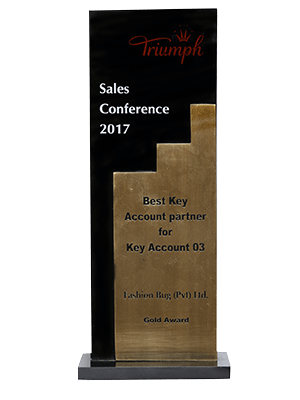 Triumph
Sales
Conference
2017
Best Key
Account partner
for
Key Account 03
Fashion Bug (Pvt) Ltd.
Gold Award